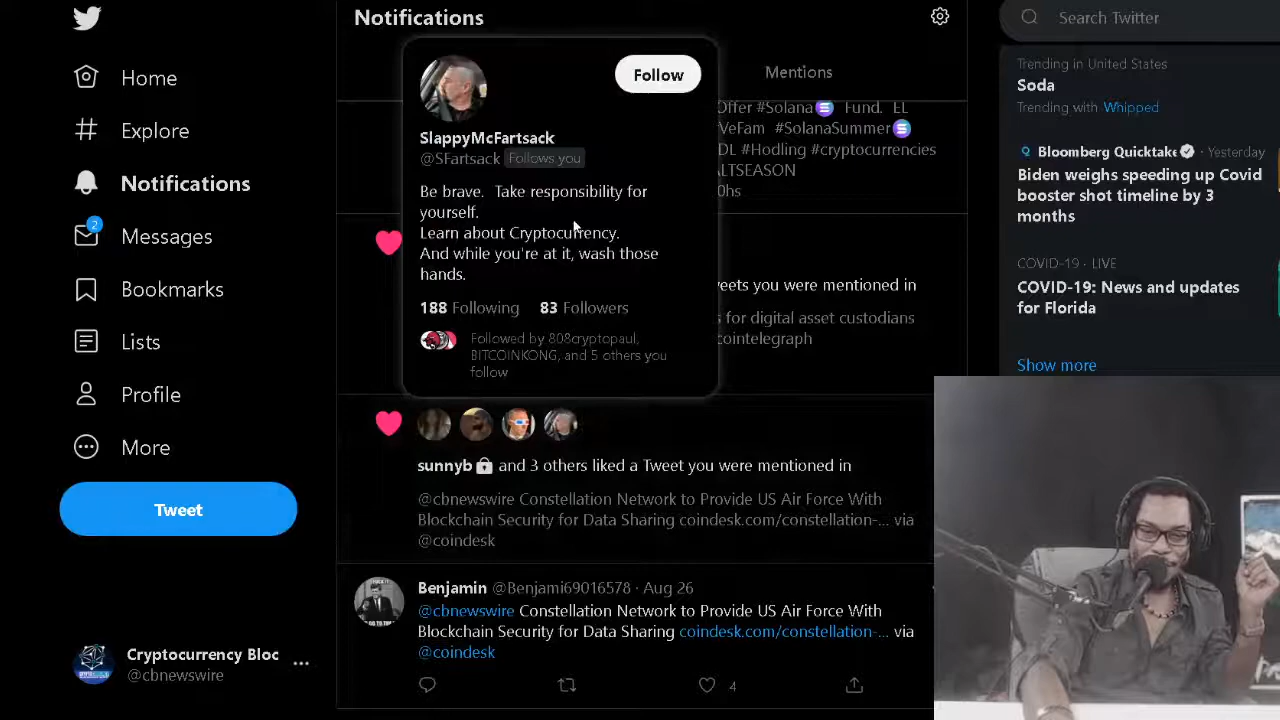 Home
Explore
Notifications
2
Messages
Bookmarks
Lists
Profile
More
Tweet
Cryptocurrency Bloc
@cbnewswire
Notifications
Mentions
Follow
SlappyMcFartsack
@SFartsack Follows you
Be brave. Take responsibility for
yourself.
Learn about Cryptocurrency.
And while you're at it, wash those
hands.
188 Following 83 Followers
Followed by 808cryptopaul,
BITCOINKONG, and 5 others you
follow
#Solana Fund. EL
#SolanaSummer
#Hodling #cryptocurrencies
weets you were mentioned in
s for digital asset custodians
cointelegraph
sunnyb and 3 others liked a Tweet you were mentioned in
@cbnewswire Constellation Network to Provide US Air Force With
Blockchain Security for Data Sharing coindesk.com/constellation-... via
@coindesk
Benjamin @Benjami69016578 · Aug 26
@cbnewswire Constellation Network to Provide US Air Force With
Blockchain Security for Data Sharing coindesk.com/constellation-... via
@coindesk
4
Search Twitter
Trending in United States
Soda
Trending with Whipped
Bloomberg Quicktake · Yesterday
Biden weighs speeding up Covid
booster shot timeline by 3
months
COVID-19 · LIVE
COVID-19: News and updates
for Florida
Show more